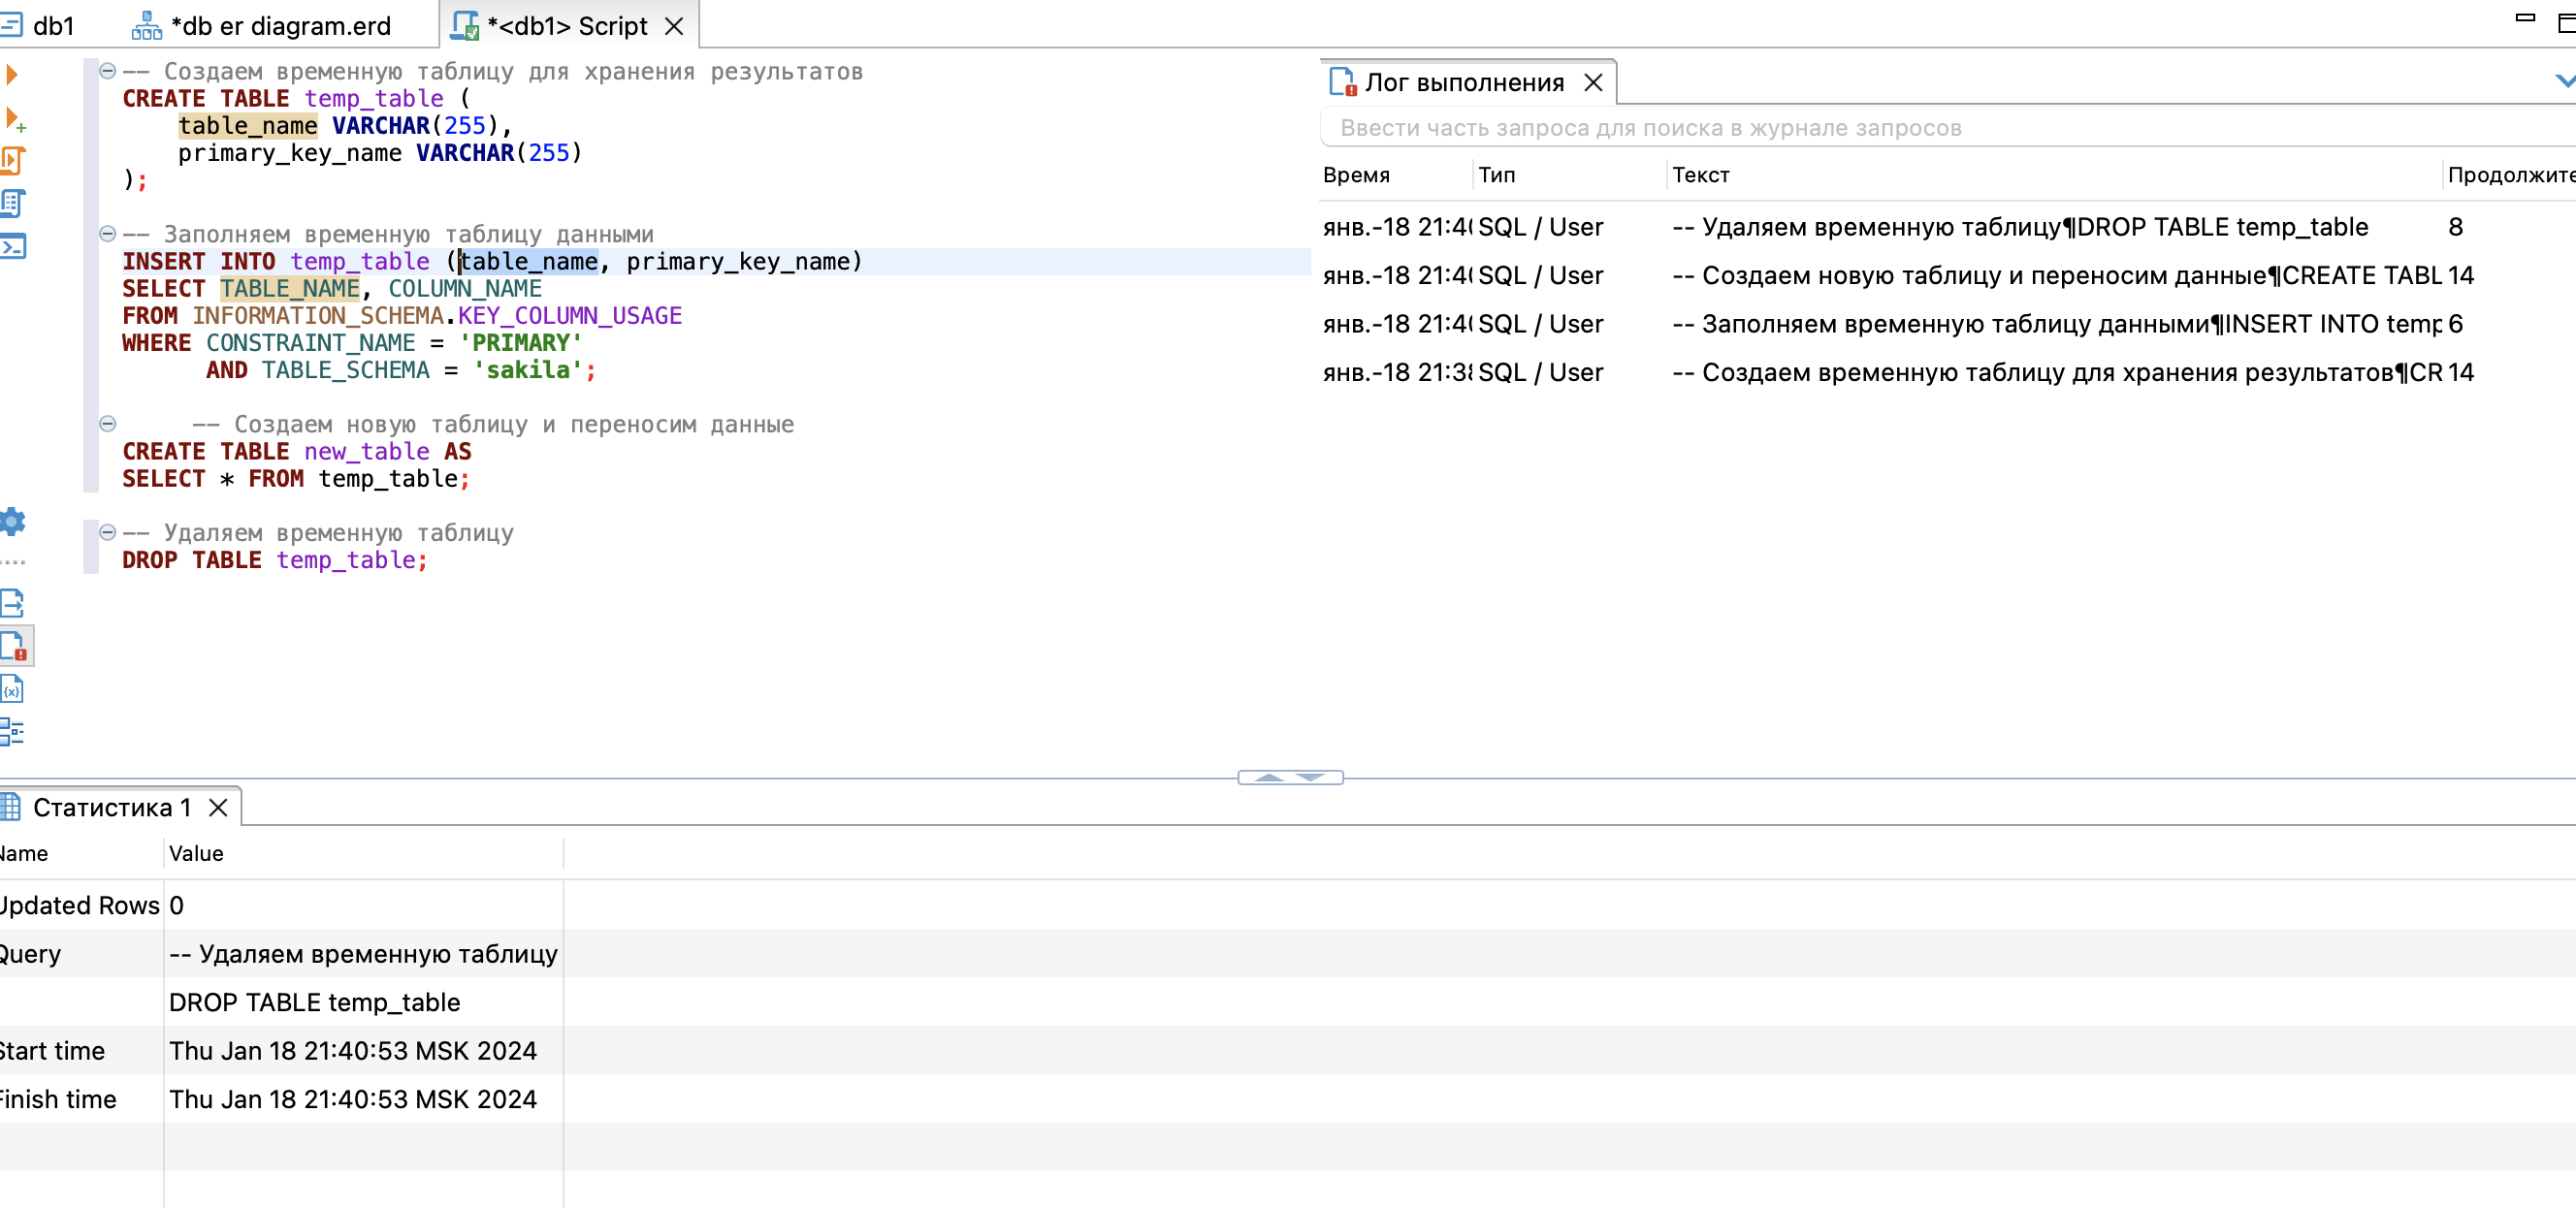 db1
*db er diagram.erd
*<db1> Script
-- Создаем временную таблицу для хранения результатов
CREATE TABLE temp_table (
table_name VARCHAR(255),
primary_key_name VARCHAR(255)
);
-- Заполняем временную таблицу данными
INSERT INTO temp_table (table_name, primary_key_name)
SELECT TABLE_NAME, COLUMN_NAME
FROM INFORMATION_SCHEMA.KEY_COLUMN_USAGE
WHERE CONSTRAINT_NAME = 'PRIMARY'
AND TABLE_SCHEMA = 'sakila';
-- Создаем новую таблицу и переносим данные
CREATE TABLE new_table AS
SELECT * FROM temp_table;
-- Удаляем временную таблицу
DROP TABLE temp_table;
Лог выполнения
Ввести часть запроса для поиска в журнале запросов
Время Тип Текст Продолжите
янв.-18 21:4 SQL / User -- Удаляем временную таблицу¶DROP TABLE temp_table 8
янв.-18 21:4 SQL / User -- Создаем новую таблицу и переносим данные¶CREATE TABL 14
янв.-18 21:4 SQL / User -- Заполняем временную таблицу данными¶INSERT INTO temp 6
янв.-18 21:3 SQL / User -- Создаем временную таблицу для хранения результатов¶CR 14
Статистика 1
Name Value
Updated Rows 0
Query -- Удаляем временную таблицу
DROP TABLE temp_table
Start time Thu Jan 18 21:40:53 MSK 2024
Finish time Thu Jan 18 21:40:53 MSK 2024